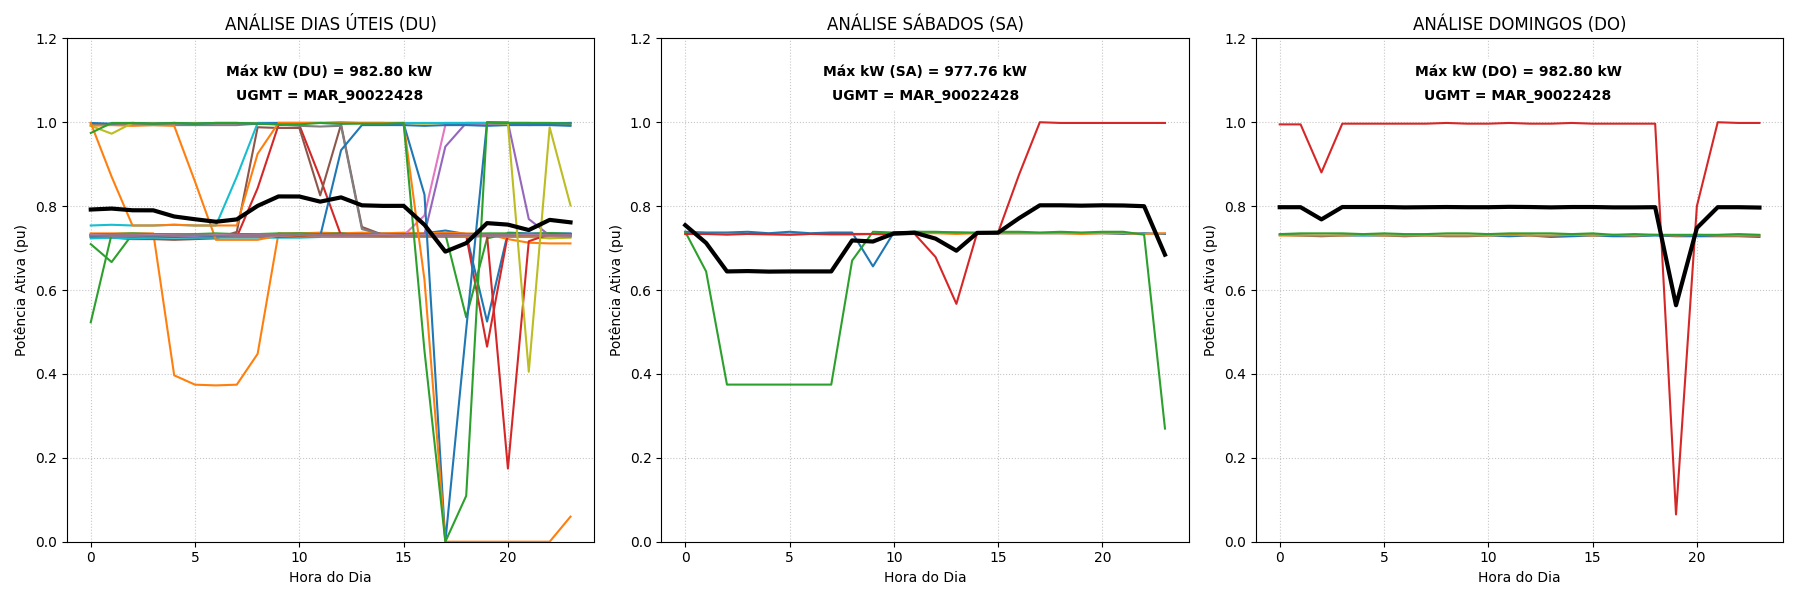 ANÁLISE DIAS ÚTEIS (DU)
Máx kW (DU) = 982.80 kW
UGMT = MAR_90022428
Potência Ativa (pu)
1.2
1.0
0.8
0.6
0.4
0.2
0.0
0 5 10 15 20
Hora do Dia
ANÁLISE SÁBADOS (SA)
Máx kW (SA) = 977.76 kW
UGMT = MAR_90022428
Potência Ativa (pu)
1.2
1.0
0.8
0.6
0.4
0.2
0.0
0 5 10 15 20
Hora do Dia
ANÁLISE DOMINGOS (DO)
Máx kW (DO) = 982.80 kW
UGMT = MAR_90022428
Potência Ativa (pu)
1.2
1.0
0.8
0.6
0.4
0.2
0.0
0 5 10 15 20
Hora do Dia